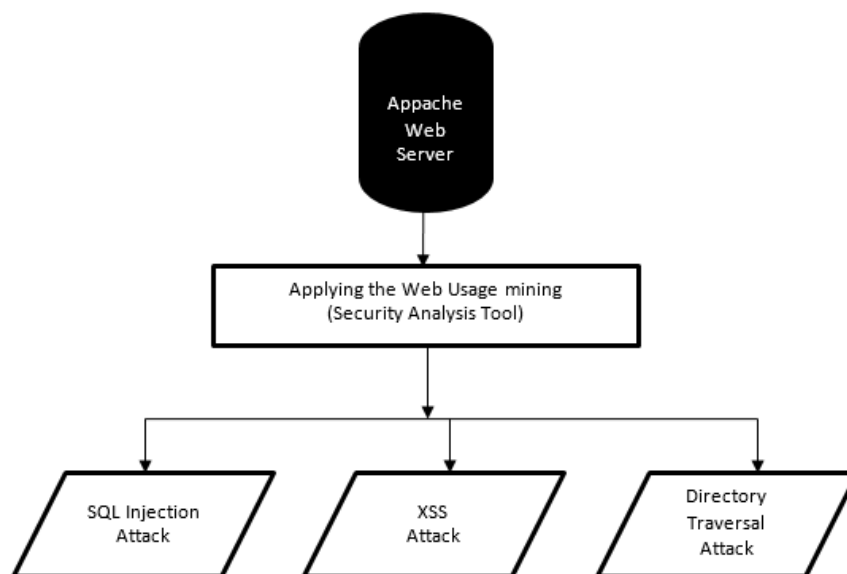 Appache
Web
Server
Applying the Web Usage mining
(Security Analysis Tool)
SQL Injection
Attack
XSS
Attack
Directory
Traversal
Attack